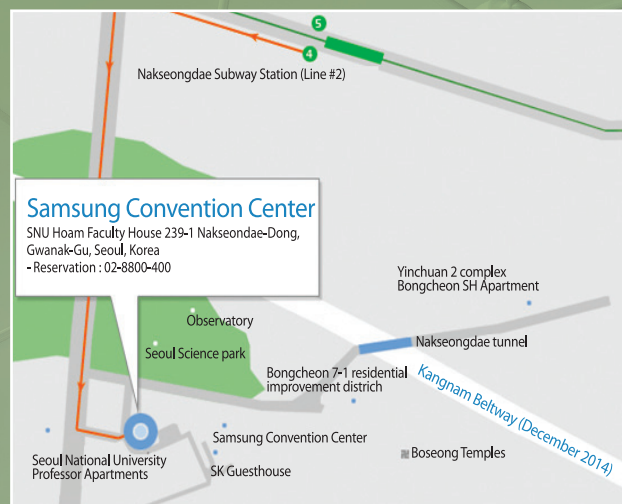 5
4
Nakseongdae Subway Station (Line #2)
Samsung Convention Center
SNU Hoam Faculty House 239-1 Nakseondae-Dong,
Gwanak-Gu, Seoul, Korea
- Reservation : 02-8800-400
Yinchuan 2 complex
Bongcheon SH Apartment
Observatory
Seoul Science park
Nakseongdae tunnel
Bongcheon 7-1 residential
improvement districh
Kangnam Beltway (December 2014)
Samsung Convention Center
Boseong Temples
Seoul National University
Professor Apartments
SK Guesthouse